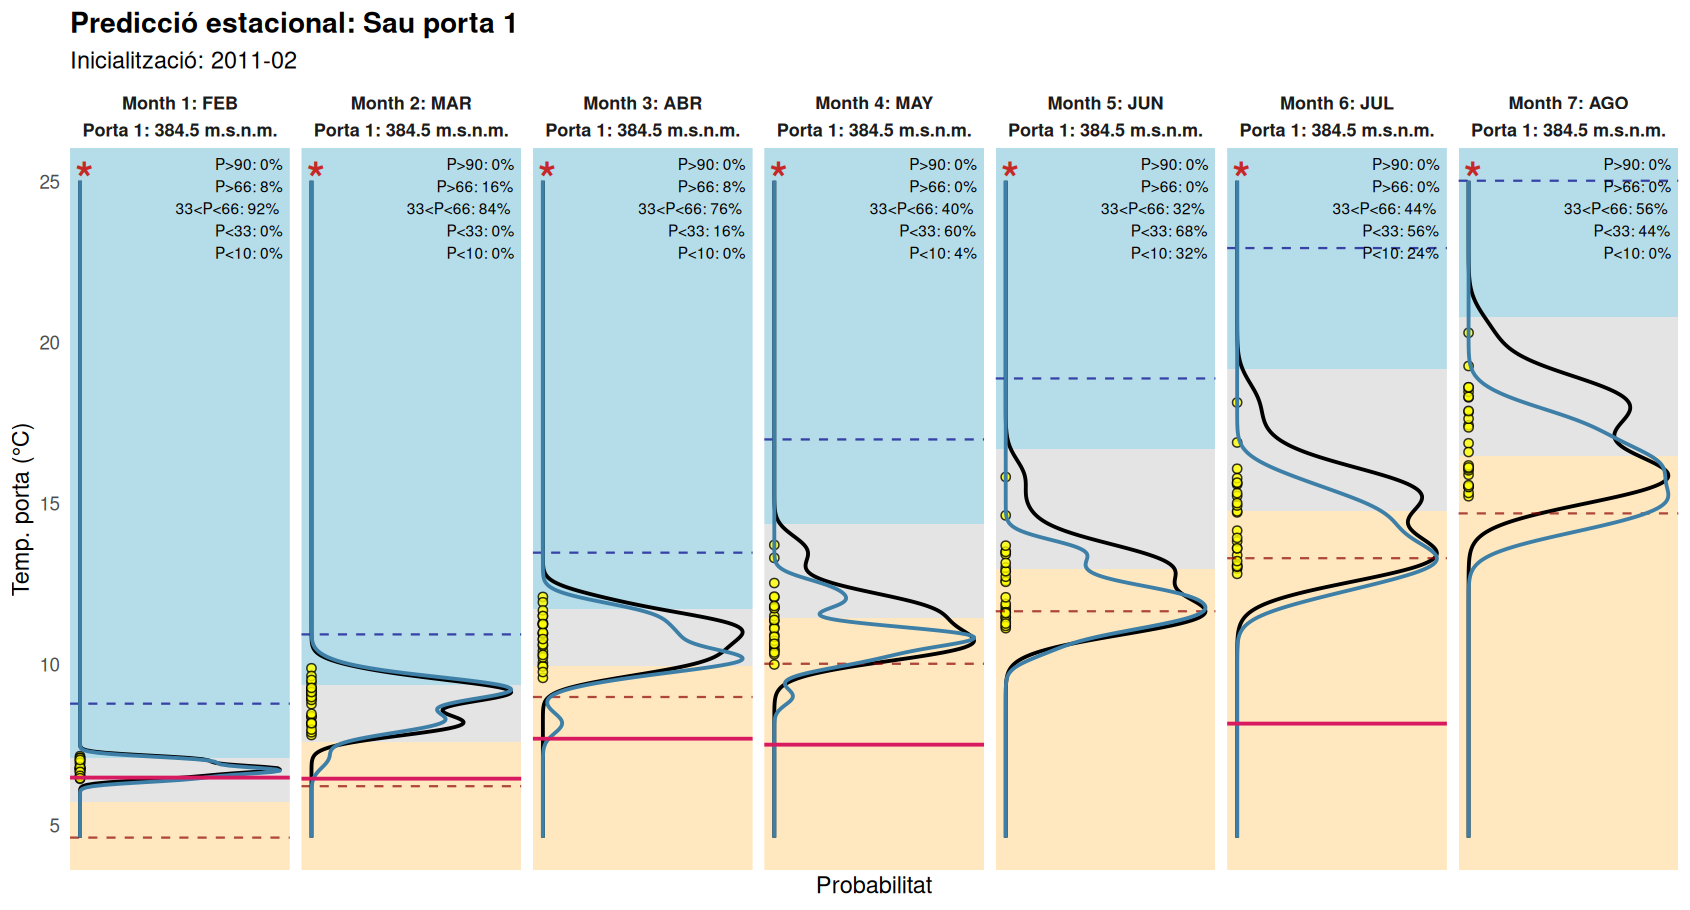 Predicció estacional: Sau porta 1
Inicialització: 2011-02
Month 1: FEB
Porta 1: 384.5 m.s.n.m.
Month 2: MAR
Porta 1: 384.5 m.s.n.m.
Month 3: ABR
Porta 1: 384.5 m.s.n.m.
Month 4: MAY
Porta 1: 384.5 m.s.n.m.
Month 5: JUN
Porta 1: 384.5 m.s.n.m.
Month 6: JUL
Porta 1: 384.5 m.s.n.m.
Month 7: AGO
Porta 1: 384.5 m.s.n.m.
*
P>90: 0%
P>66: 8%
33<P<66: 92%
P<33: 0%
P<10: 0%
*
P>90: 0%
P>66: 16%
33<P<66: 84%
P<33: 0%
P<10: 0%
*
P>90: 0%
P>66: 8%
33<P<66: 76%
P<33: 16%
P<10: 0%
*
P>90: 0%
P>66: 0%
33<P<66: 40%
P<33: 60%
P<10: 4%
*
P>90: 0%
P>66: 0%
33<P<66: 32%
P<33: 68%
P<10: 32%
*
P>90: 0%
P>66: 0%
33<P<66: 44%
P<33: 56%
P<10: 24%
*
P>90: 0%
P>66: 0%
33<P<66: 56%
P<33: 44%
P<10: 0%
25
20
15
10
5
Temp. porta (°C)
Probabilitat